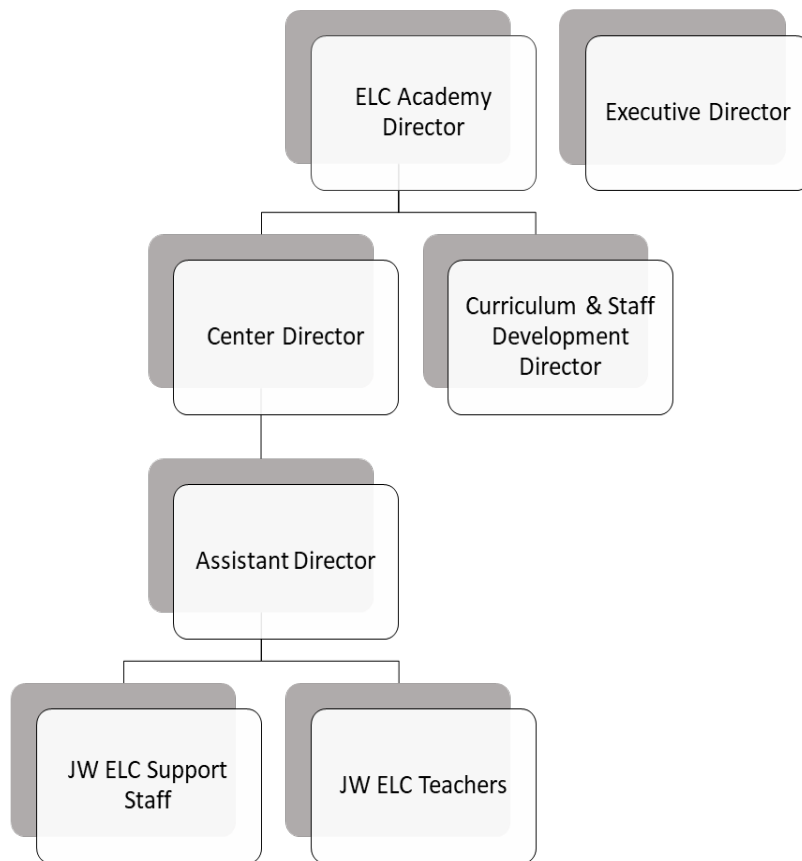 ELC Academy
Director
Executive Director
Center Director
Curriculum & Staff
Development
Director
Assistant Director
JW ELC Support
Staff
JW ELC Teachers